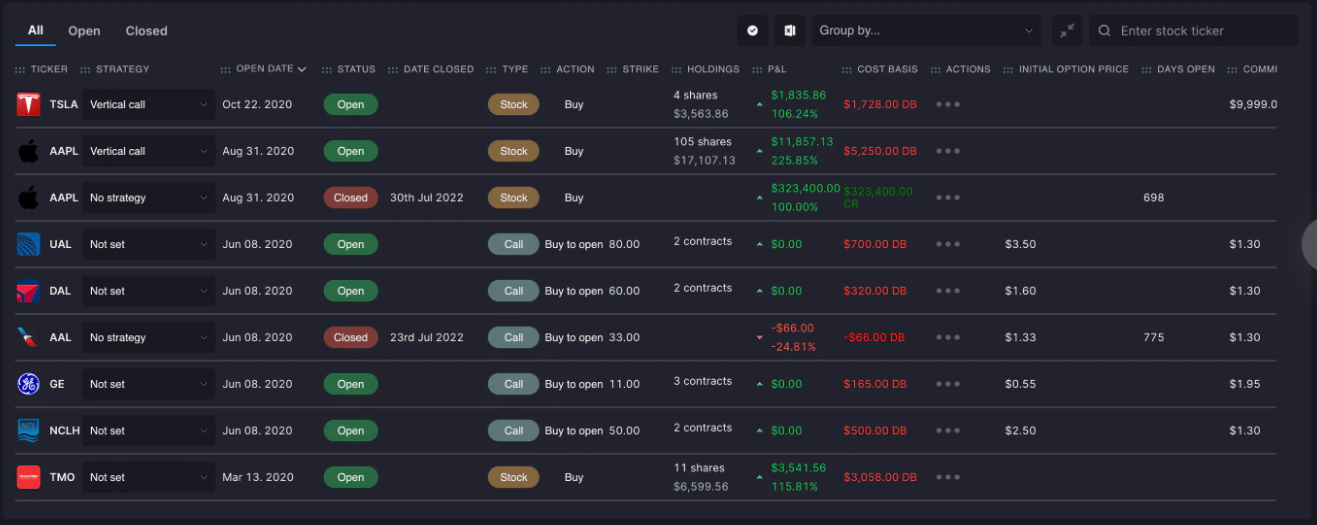 All Open Closed Group by... Enter stock ticker
TICKER STRATEGY OPEN DATE STATUS DATE CLOSED TYPE ACTION STRIKE HOLDINGS P&L COST BASIS ACTIONS INITIAL OPTION PRICE DAYS OPEN COMMI
TSLA Vertical call Oct 22. 2020 Open Stock Buy 4 shares $1,835.86 $1,728.00 DB $9,999.0
$3,563.86 106.24%
AAPL Vertical call Aug 31. 2020 Open Stock Buy 105 shares $11,857.13 $5,250.00 DB
$17,107.13 225.85%
AAPL No strategy Aug 31. 2020 Closed 30th Jul 2022 Stock Buy $323,400.00 $323,400.00 698
100.00% CR
UAL Not set Jun 08. 2020 Open Call Buy to open 80.00 2 contracts $0.00 $700.00 DB $3.50 $1.30
DAL Not set Jun 08. 2020 Open Call Buy to open 60.00 2 contracts $0.00 $320.00 DB $1.60 $1.30
AAL No strategy Jun 08. 2020 Closed 23rd Jul 2022 Call Buy to open 33.00 -$66.00 -$66.00 DB $1.33 775 $1.30
-24.81%
GE Not set Jun 08. 2020 Open Call Buy to open 11.00 3 contracts $0.00 $165.00 DB $0.55 $1.95
NCLH Not set Jun 08. 2020 Open Call Buy to open 50.00 2 contracts $0.00 $500.00 DB $2.50 $1.30
TMO Not set Mar 13. 2020 Open Stock Buy 11 shares $3,541.56 $3,058.00 DB
$6,599.56 115.81%